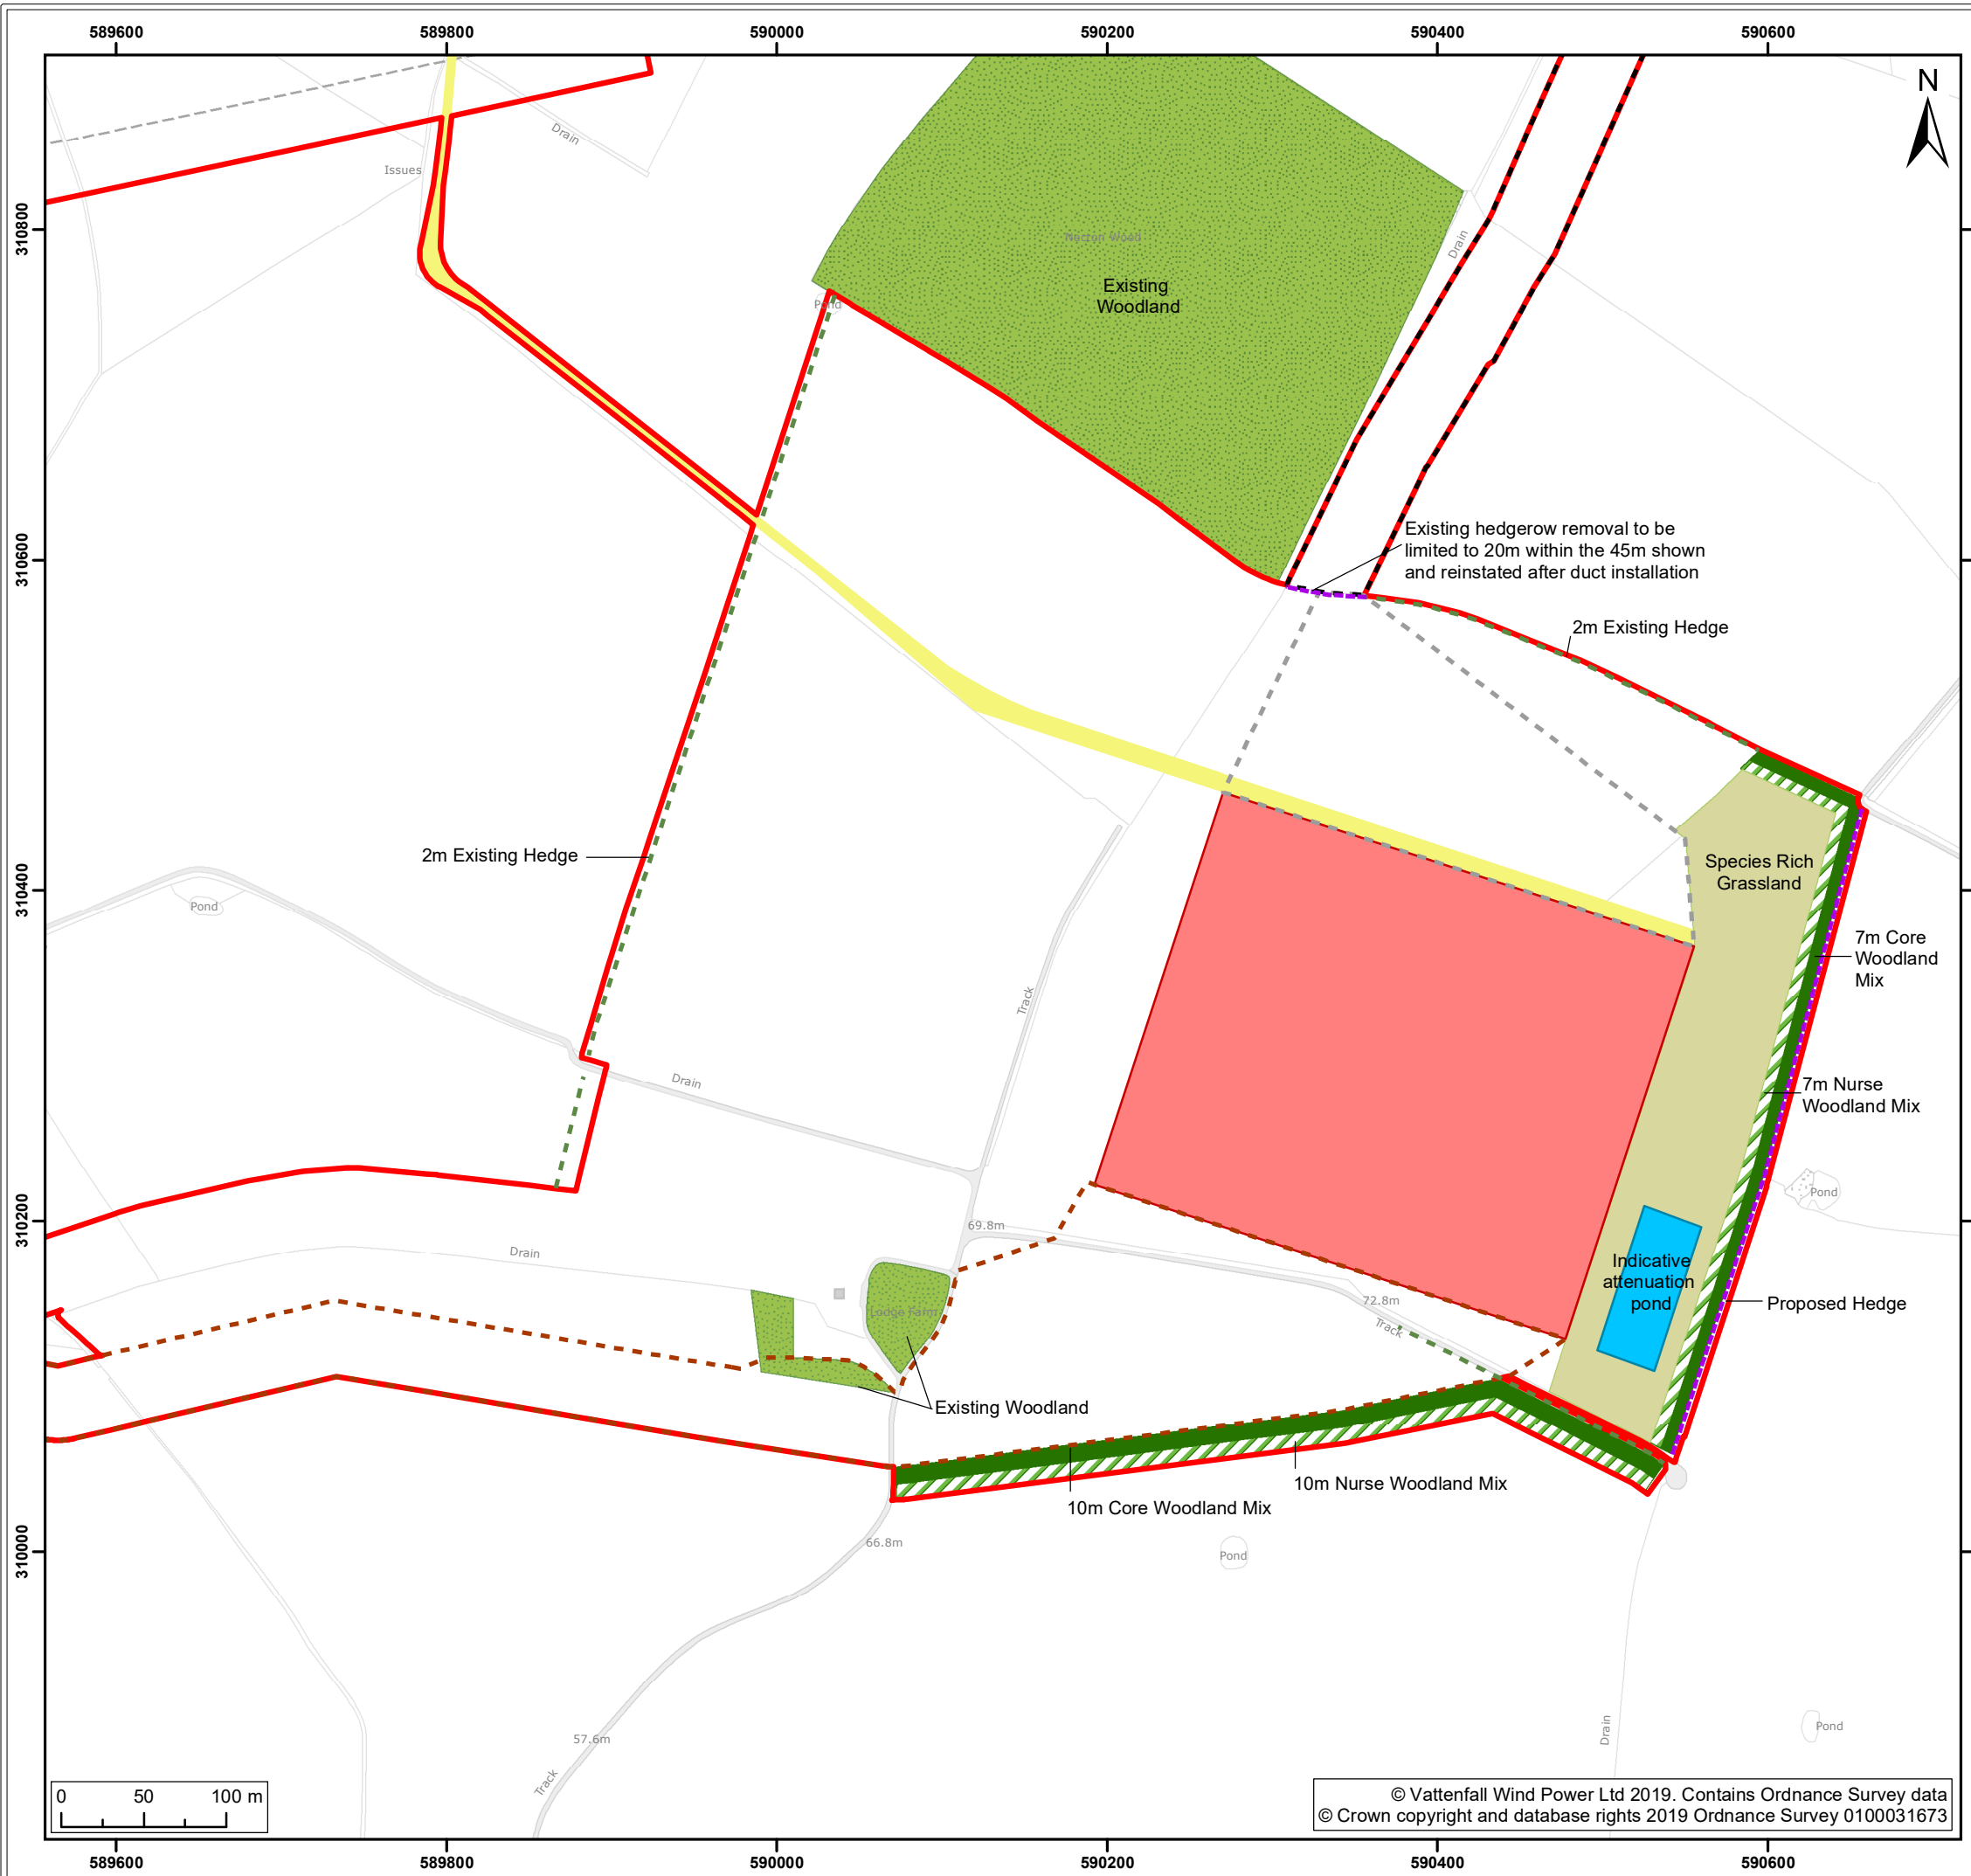 589600
589800
590000
590200
590400
590600
N
Drain
Issues
310800
Necton Wood
Drain
Existing
Woodland
Pond
Existing hedgerow removal to be
limited to 20m within the 45m shown
and reinstated after duct installation
310600
2m Existing Hedge
2m Existing Hedge
Species Rich
Grassland
310400
Pond
7m Core
Woodland
Mix
Track
Drain
7m Nurse
Woodland Mix
Pond
310200
69.8m
Drain
Indicative
attenuation
pond
72.8m
Proposed Hedge
Lodge Farm
Track
Existing Woodland
10m Nurse Woodland Mix
10m Core Woodland Mix
66.8m
Pond
310000
57.6m
Pond
Drain
Track
0 50 100 m
© Vattenfall Wind Power Ltd 2019. Contains Ordnance Survey data
© Crown copyright and database rights 2019 Ordnance Survey 0100031673
589600
589800
590000
590200
590400
590600